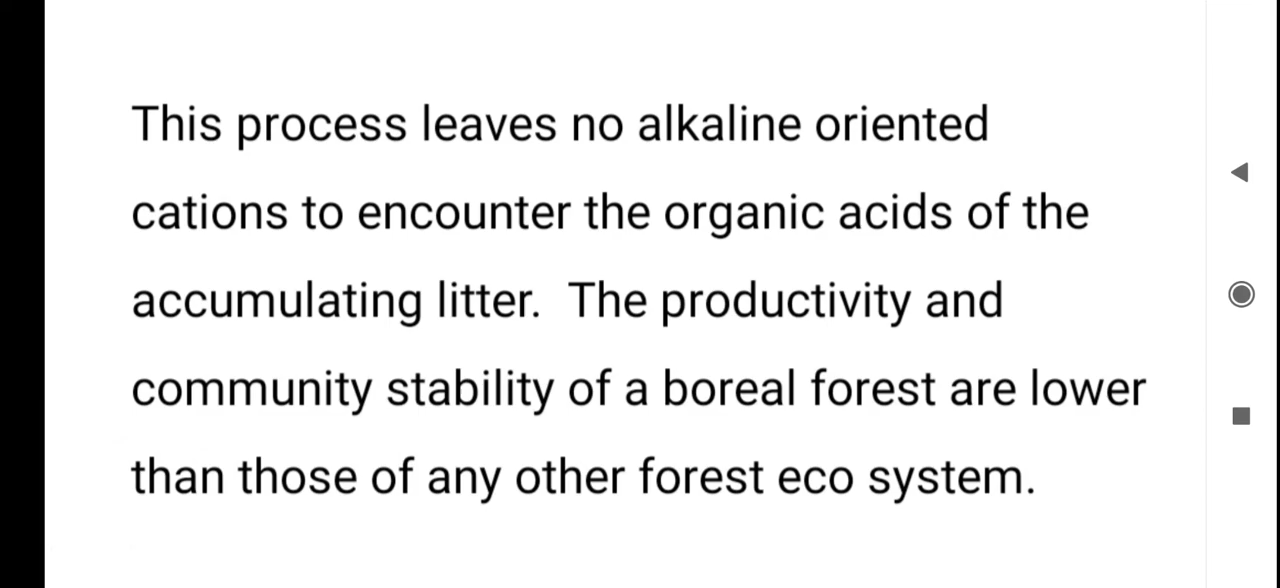 This process leaves no alkaline oriented
cations to encounter the organic acids of the
accumulating litter.  The productivity and
community stability of a boreal forest are lower
than those of any other forest eco system.